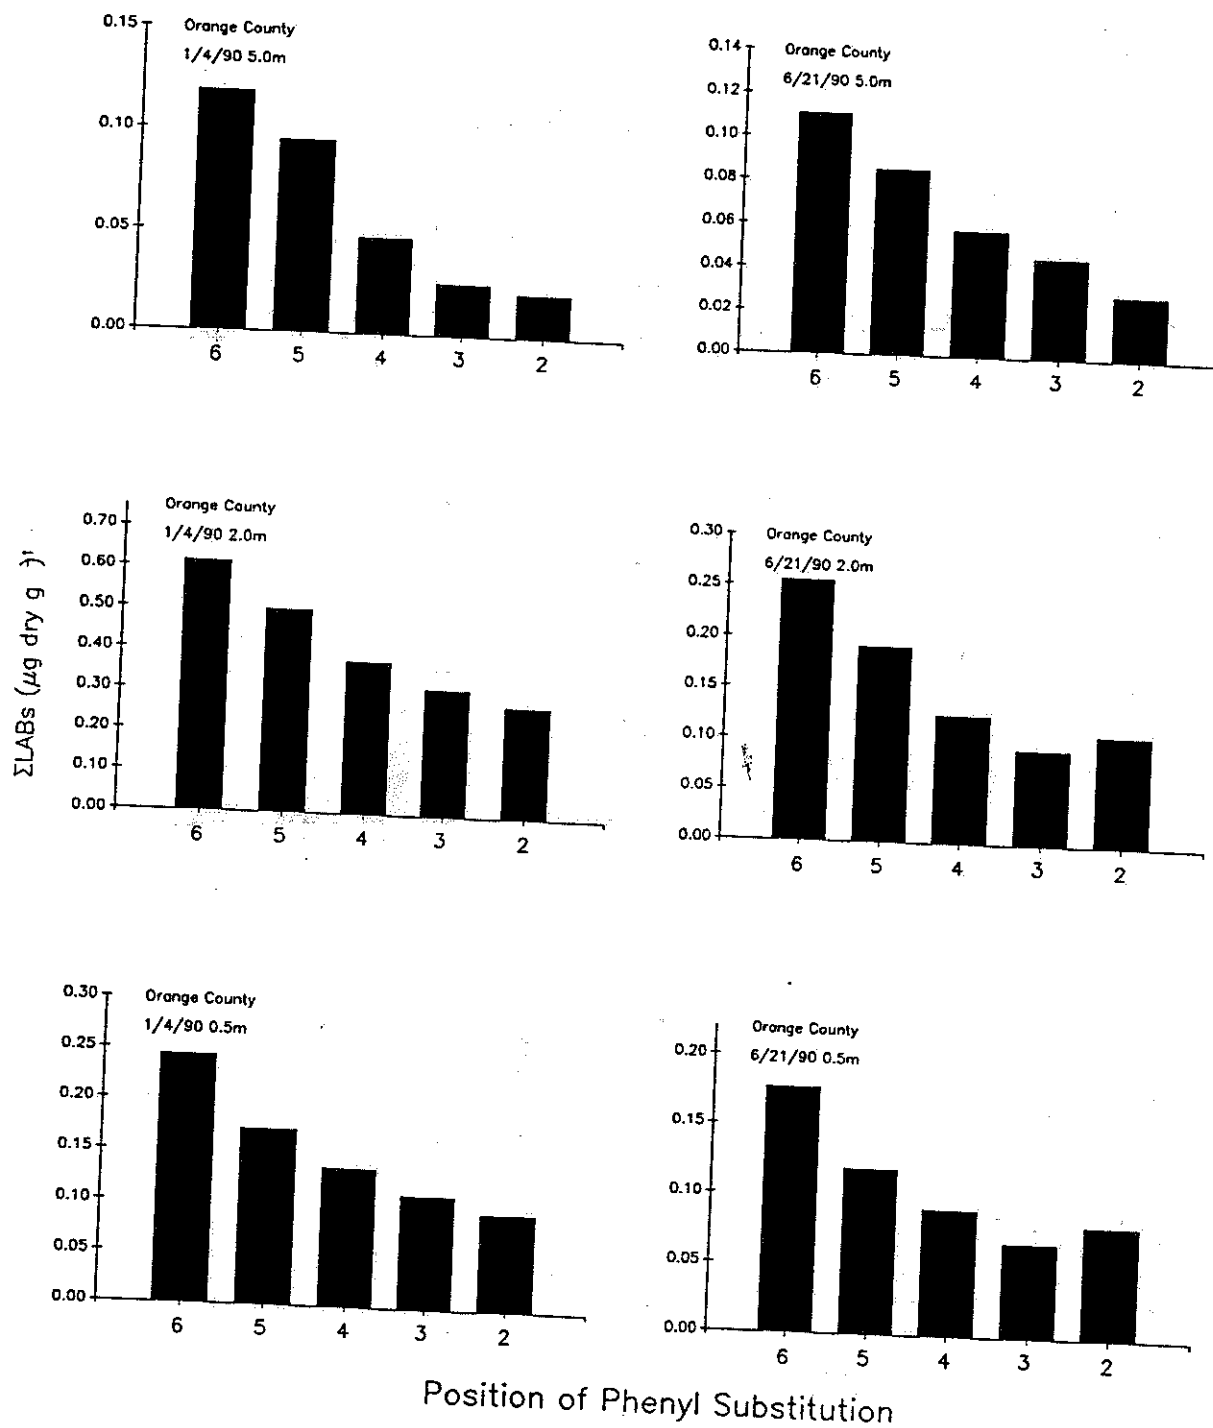 Orange County
1/4/90 5.0m
0.15
0.10
0.05
0.00
6 5 4 3 2
Orange County
6/21/90 5.0m
0.14
0.12
0.10
0.08
0.06
0.04
0.02
0.00
6 5 4 3 2
ΣLABs (μg dry g )¹
Orange County
1/4/90 2.0m
0.70
0.60
0.50
0.40
0.30
0.20
0.10
0.00
6 5 4 3 2
Orange County
6/21/90 2.0m
0.30
0.25
0.20
0.15
0.10
0.05
0.00
6 5 4 3 2
Orange County
1/4/90 0.5m
0.30
0.25
0.20
0.15
0.10
0.05
0.00
6 5 4 3 2
Orange County
6/21/90 0.5m
0.20
0.15
0.10
0.05
0.00
6 5 4 3 2
Position of Phenyl Substitution